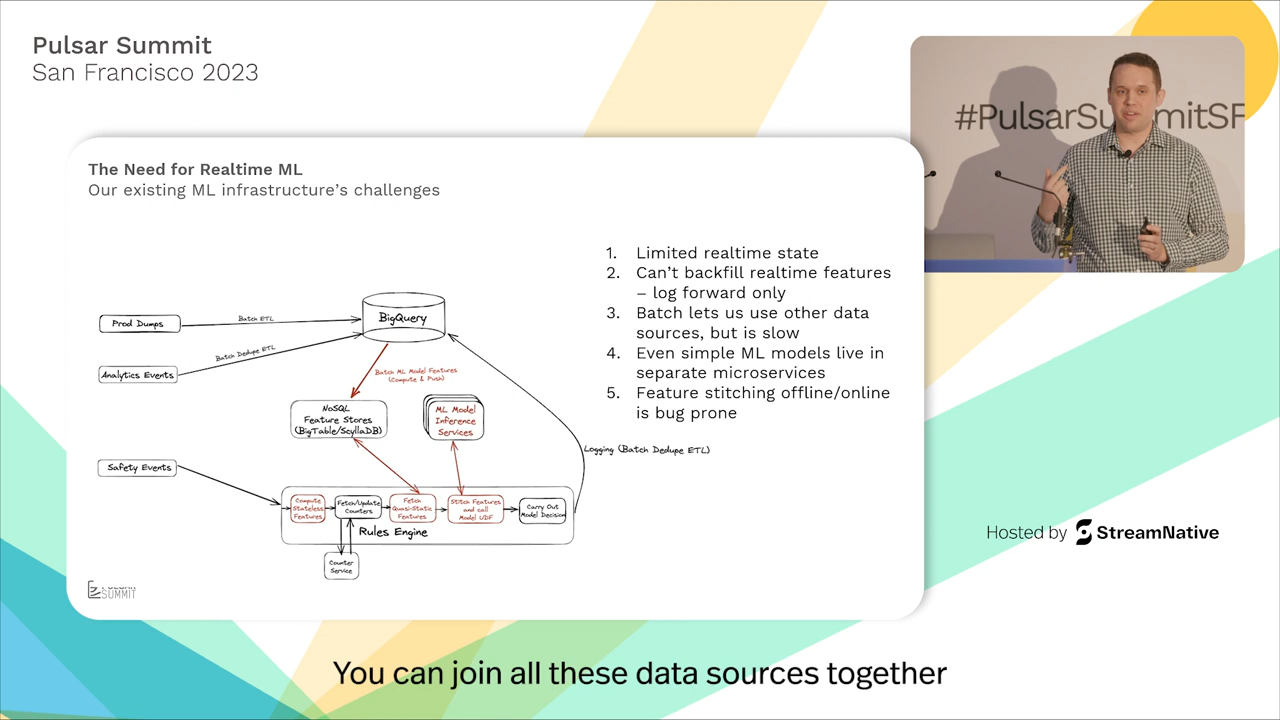 Pulsar Summit
San Francisco 2023
#PulsarSu mitSF
The Need for Realtime ML
Our existing ML infrastructure's challenges
1. Limited realtime state
2. Can't backfill realtime features
– log forward only
3. Batch lets us use other data
sources, but is slow
4. Even simple ML models live in
separate microservices
5. Feature stitching offline/online
is bug prone
Prod Dumps
Batch ETL
BigQuery
Analytics Events
Batch Dedupe ETL
Batch ML Model Features
(Compute & Push)
NoSQL
Feature Stores
(BigTable/ScyllaDB)
ML Model
Inference
Services
Logging (Batch Dedupe ETL)
Safety Events
Compute
Stateless
Features
Fetch/Update
Counters
Fetch
Quasi-Static
Features
Stitch Features
and call
Model UDF
Carry Out
Model Decision
Rules Engine
Counter
Service
SUMMIT
Hosted by StreamNative
You can join all these data sources together